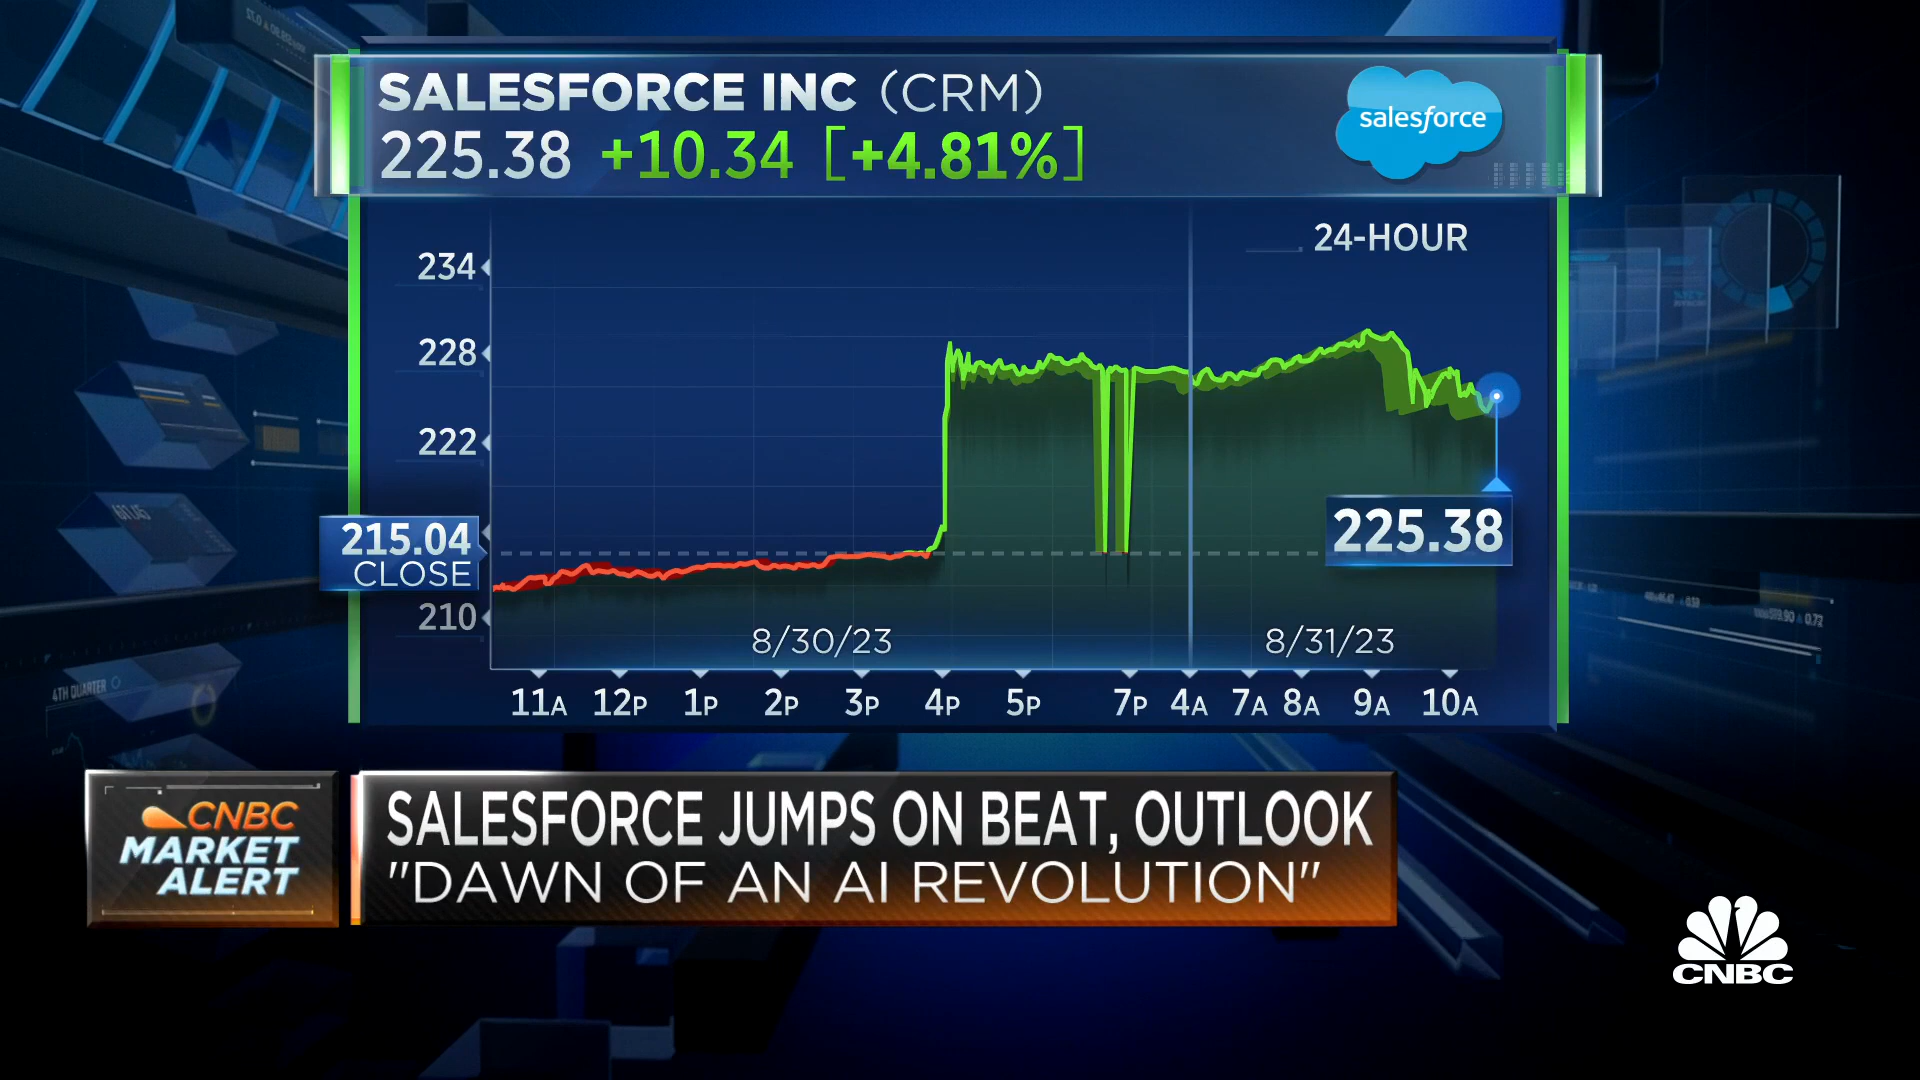 SALESFORCE INC (CRM)
225.38 +10.34 [+4.81%]
salesforce
24-HOUR
234
228
222
215.04
CLOSE
210
225.38
8/30/23 8/31/23
11A 12P 1P 2P 3P 4P 5P 7P 4A 7A 8A 9A 10A
4TH QUARTER
CNBC
MARKET
ALERT
SALESFORCE JUMPS ON BEAT, OUTLOOK
"DAWN OF AN AI REVOLUTION"
CNBC